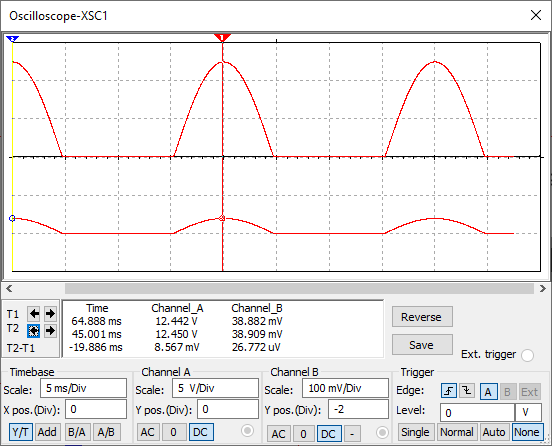 Oscilloscope-XSC1
2
1
T1
T2
T2-T1
Time Channel_A Channel_B
64.888 ms 12.442 V 38.882 mV
45.001 ms 12.450 V 38.909 mV
-19.886 ms 8.567 mV 26.772 uV
Reverse
Save
Ext. trigger
Timebase
Scale: 5 ms/Div
X pos.(Div): 0
Y/T Add B/A A/B
Channel A
Scale: 5 V/Div
Y pos.(Div): 0
AC 0 DC
Channel B
Scale: 100 mV/Div
Y pos.(Div): -2
AC 0 DC -
Trigger
Edge: A B Ext
Level: 0 V
Single Normal Auto None